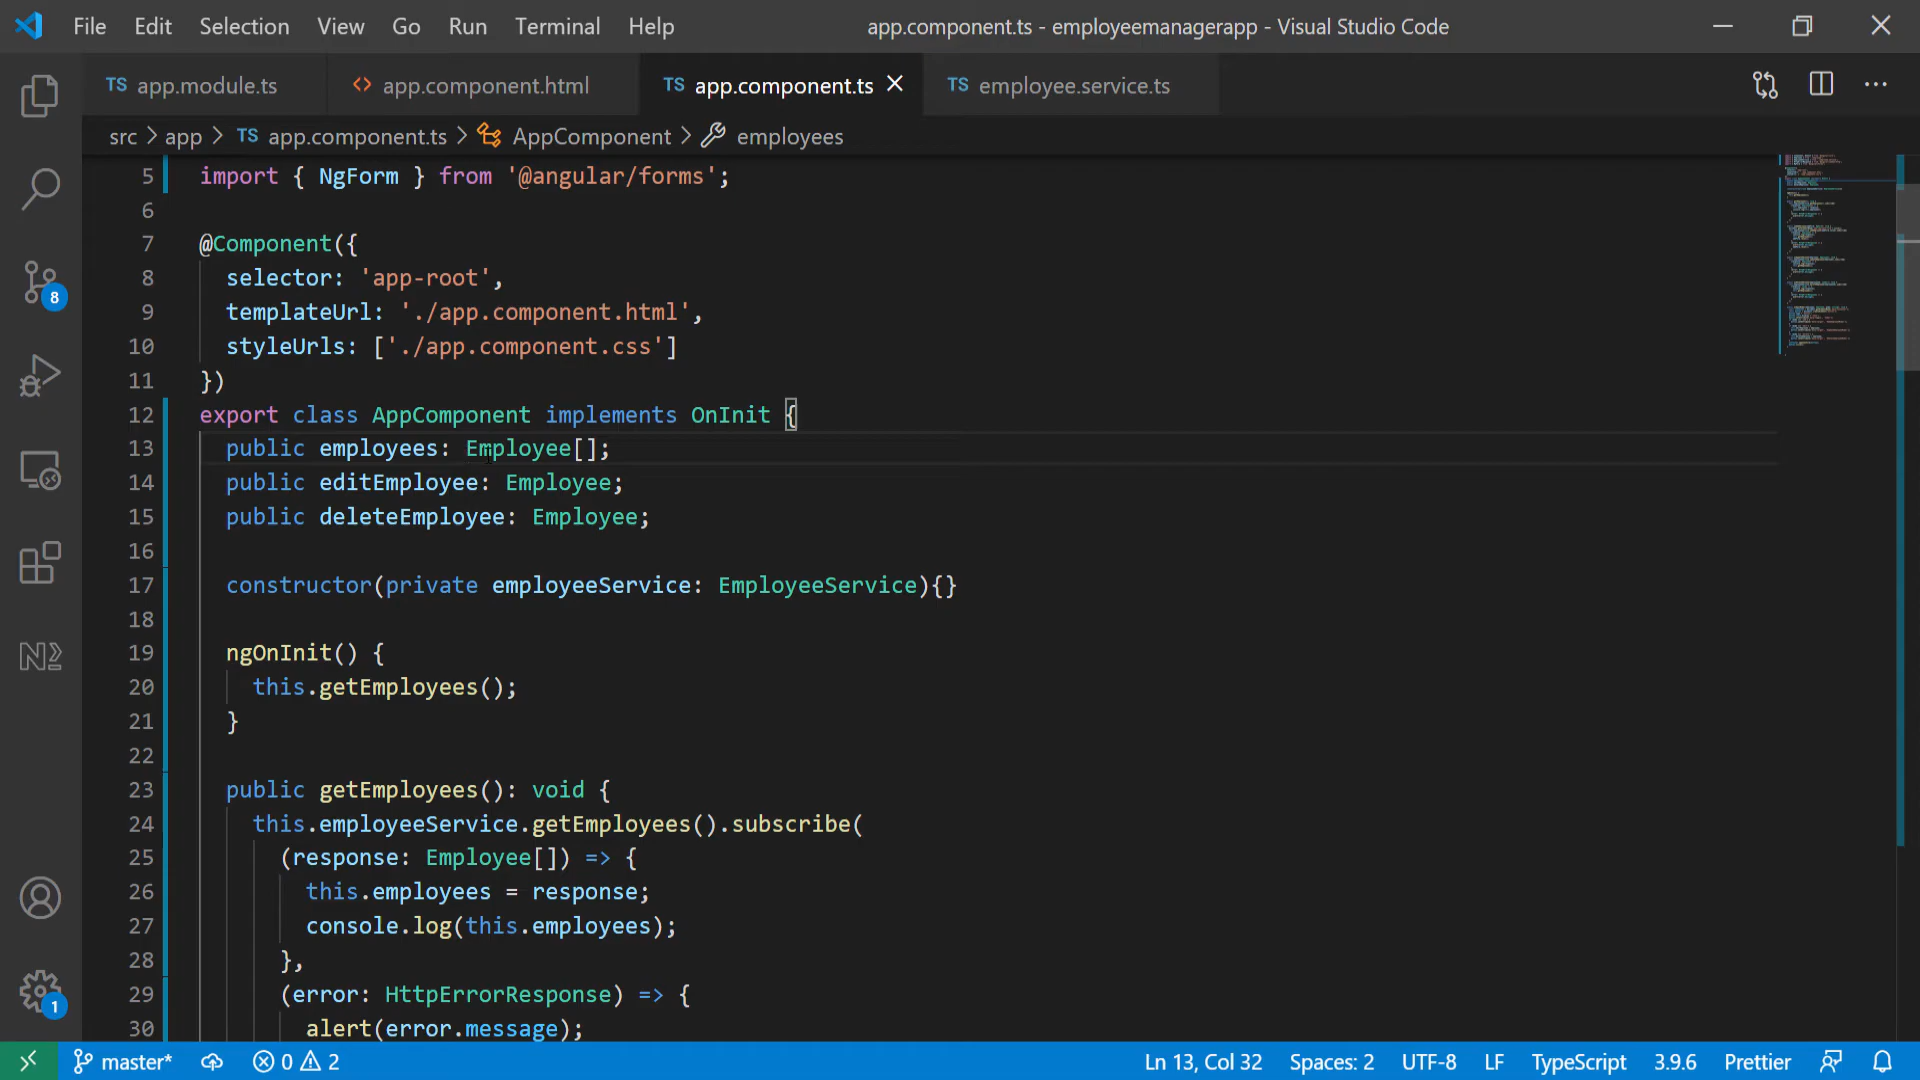 File Edit Selection View Go Run Terminal Help app.component.ts - employeemanagerapp - Visual Studio Code
TS app.module.ts <> app.component.html TS app.component.ts TS employee.service.ts
src > app > TS app.component.ts > AppComponent > employees
5 import { NgForm } from '@angular/forms';
6
7 @Component({
8 selector: 'app-root',
9 templateUrl: './app.component.html',
10 styleUrls: ['./app.component.css']
11 })
12 export class AppComponent implements OnInit {
13 public employees: Employee[];
14 public editEmployee: Employee;
15 public deleteEmployee: Employee;
16
17 constructor(private employeeService: EmployeeService){}
18
19 ngOnInit() {
20 this.getEmployees();
21 }
22
23 public getEmployees(): void {
24 this.employeeService.getEmployees().subscribe(
25 (response: Employee[]) => {
26 this.employees = response;
27 console.log(this.employees);
28 },
29 (error: HttpErrorResponse) => {
30 alert(error.message);
8
1
master* 0 2 Ln 13, Col 32 Spaces: 2 UTF-8 LF TypeScript 3.9.6 Prettier